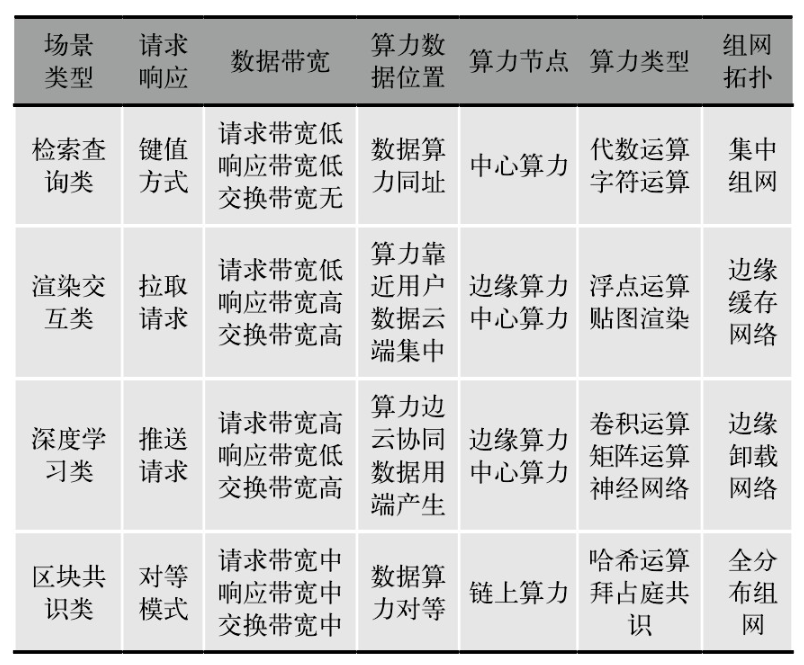 场景
类型
请求
响应
数据带宽
算力数
据位置
算力节点
算力类型
组网
拓扑
检索查
询类
键值
方式
请求带宽低
响应带宽低
交换带宽无
数据算
力同址
中心算力
代数运算
字符运算
集中
组网
渲染交
互类
拉取
请求
请求带宽低
响应带宽高
交换带宽高
算力靠
近用户
数据云
端集中
边缘算力
中心算力
浮点运算
贴图渲染
边缘
缓存
网络
深度学
习类
推送
请求
请求带宽高
响应带宽低
交换带宽高
算力边
云协同
数据用
端产生
边缘算力
中心算力
卷积运算
矩阵运算
神经网络
边缘
卸载
网络
区块共
识类
对等
模式
请求带宽中
响应带宽中
交换带宽中
数据算
力对等
链上算力
哈希运算
拜占庭共
识
全分
布组
网